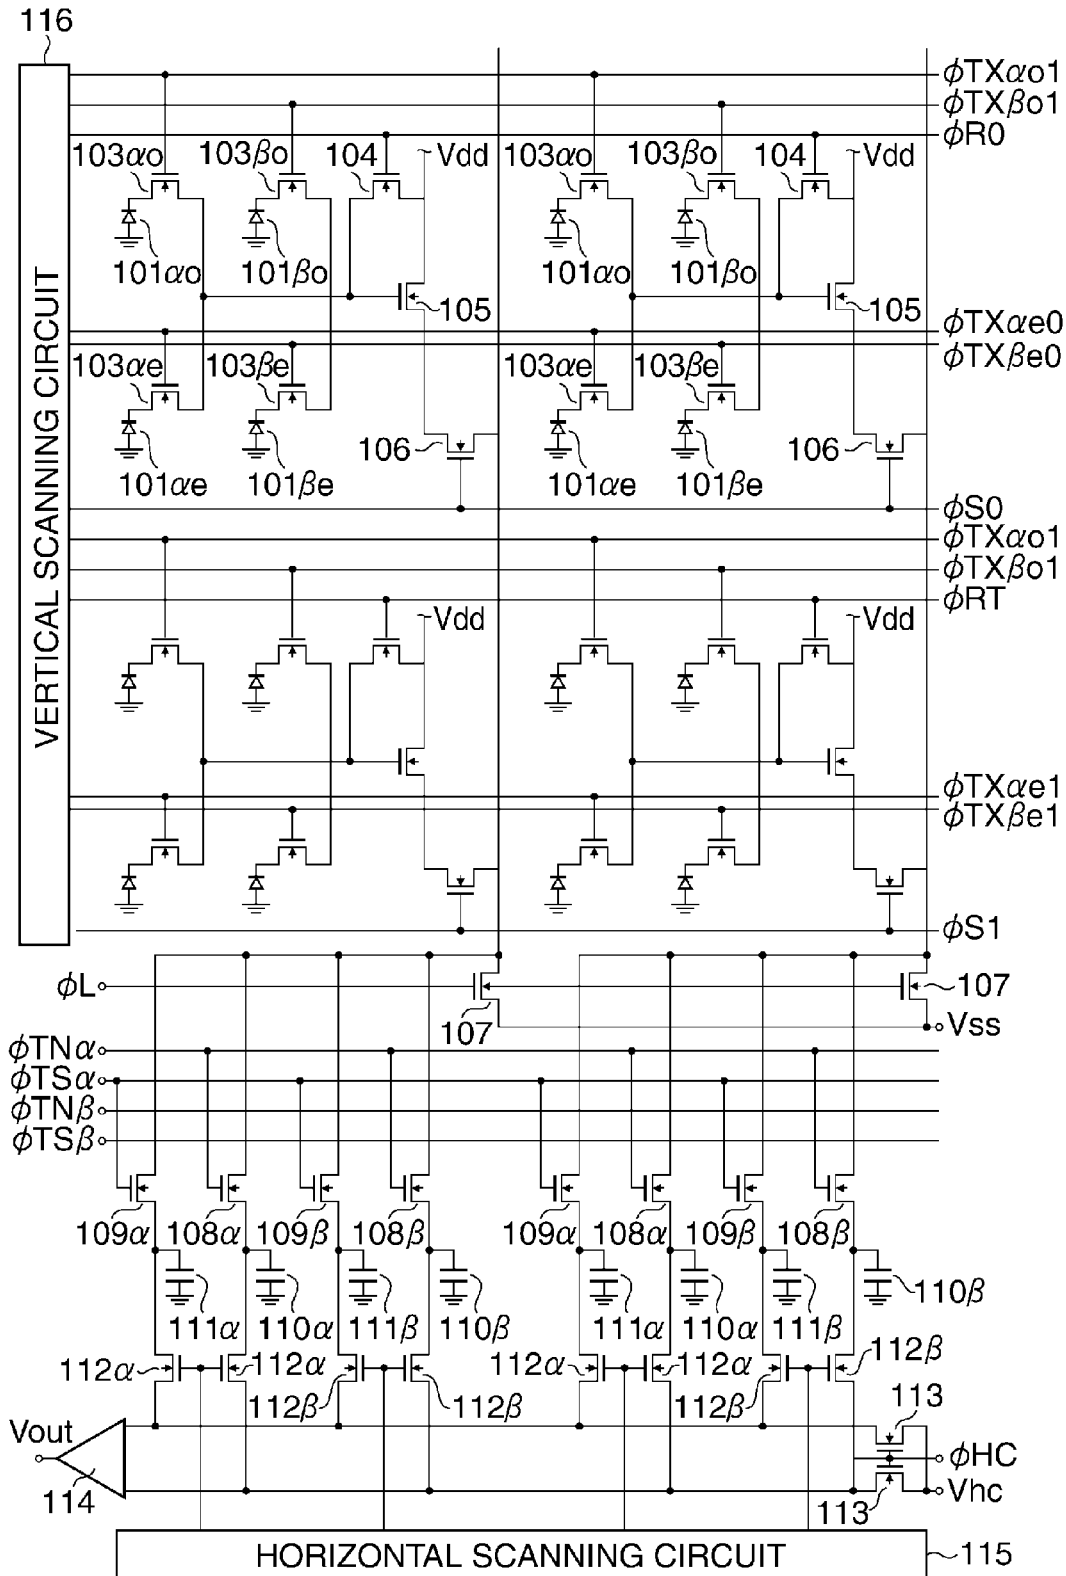 116
VERTICAL SCANNING CIRCUIT
ϕTXαo1
ϕTXβo1
ϕR0
103αo 103βo 104 Vdd 103αo 103βo 104 Vdd
101αo 101βo 105 101αo 101βo 105
ϕTXαe0
ϕTXβe0
103αe 103βe 103αe 103βe
106 106
101αe 101βe 101αe 101βe
ϕS0
ϕTXαo1
ϕTXβo1
ϕRT
Vdd Vdd
ϕTXαe1
ϕTXβe1
ϕS1
ϕL 107
107 Vss
ϕTNα
ϕTSα
ϕTNβ
ϕTSβ
109α 108α 109β 108β 109α 108α 109β 108β
110β
111α 110α 111β 110β 111α 110α 111β
112β
112α 112α 112α 112α
112β 112β 112β 113
Vout
ϕHC
114 Vhc
113
HORIZONTAL SCANNING CIRCUIT 115